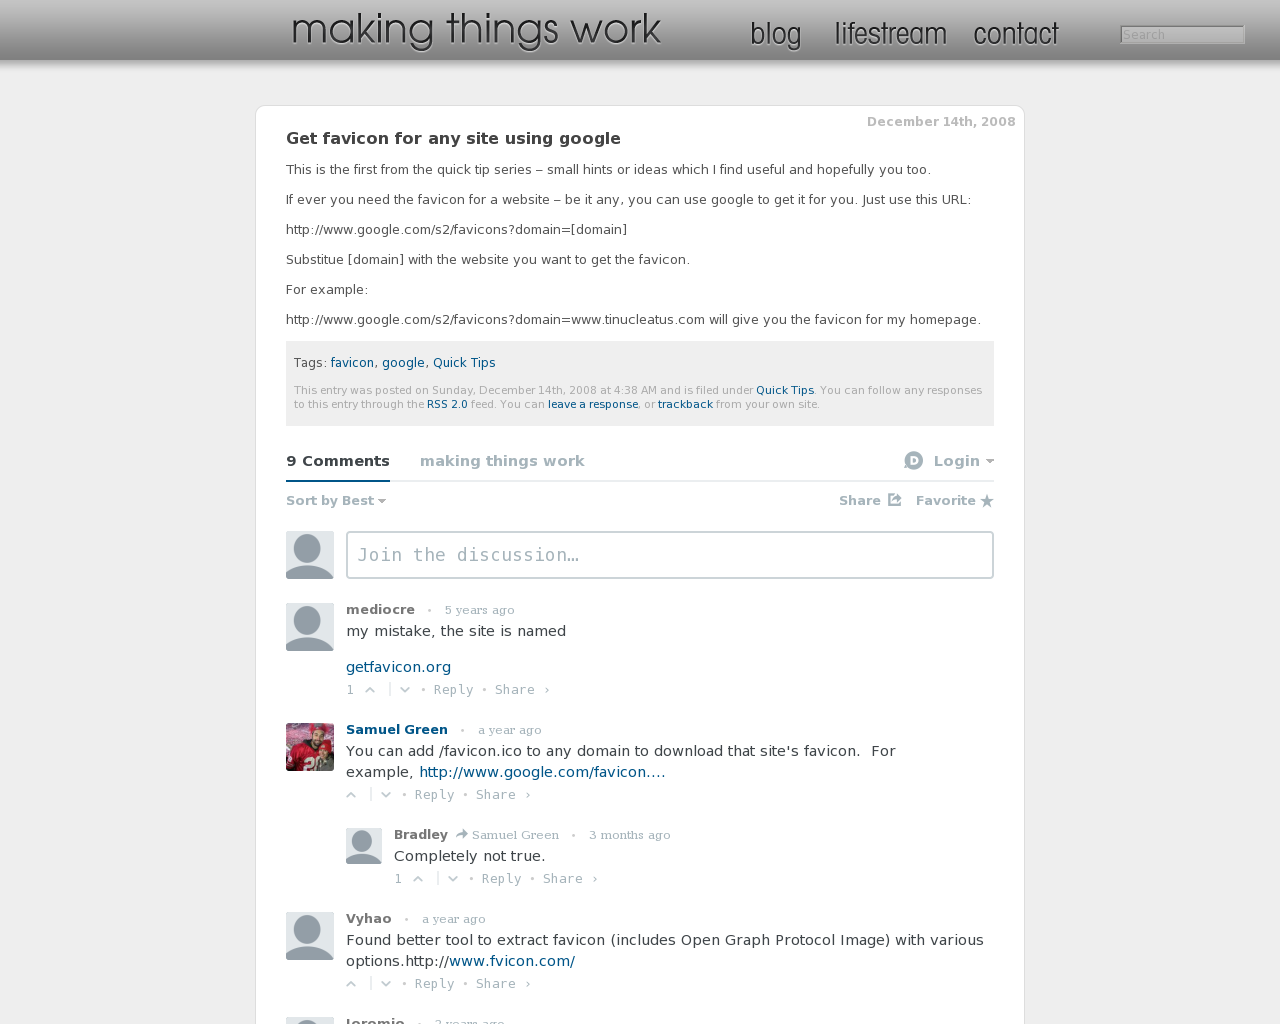 making things work
blog lifestream contact
Search
December 14th, 2008
Get favicon for any site using google
This is the first from the quick tip series – small hints or ideas which I find useful and hopefully you too.
If ever you need the favicon for a website – be it any, you can use google to get it for you. Just use this URL:
http://www.google.com/s2/favicons?domain=[domain]
Substitue [domain] with the website you want to get the favicon.
For example:
http://www.google.com/s2/favicons?domain=www.tinucleatus.com will give you the favicon for my homepage.
Tags: favicon, google, Quick Tips
This entry was posted on Sunday, December 14th, 2008 at 4:38 AM and is filed under Quick Tips. You can follow any responses
to this entry through the RSS 2.0 feed. You can leave a response, or trackback from your own site.
9 Comments making things work D Login
Sort by Best Share Favorite
Join the discussion…
mediocre • 5 years ago
my mistake, the site is named
getfavicon.org
1 • Reply • Share ›
Samuel Green • a year ago
You can add /favicon.ico to any domain to download that site's favicon. For
example, http://www.google.com/favicon....
• Reply • Share ›
Bradley Samuel Green • 3 months ago
Completely not true.
1 • Reply • Share ›
Vyhao • a year ago
Found better tool to extract favicon (includes Open Graph Protocol Image) with various
options.http://www.fvicon.com/
• Reply • Share ›